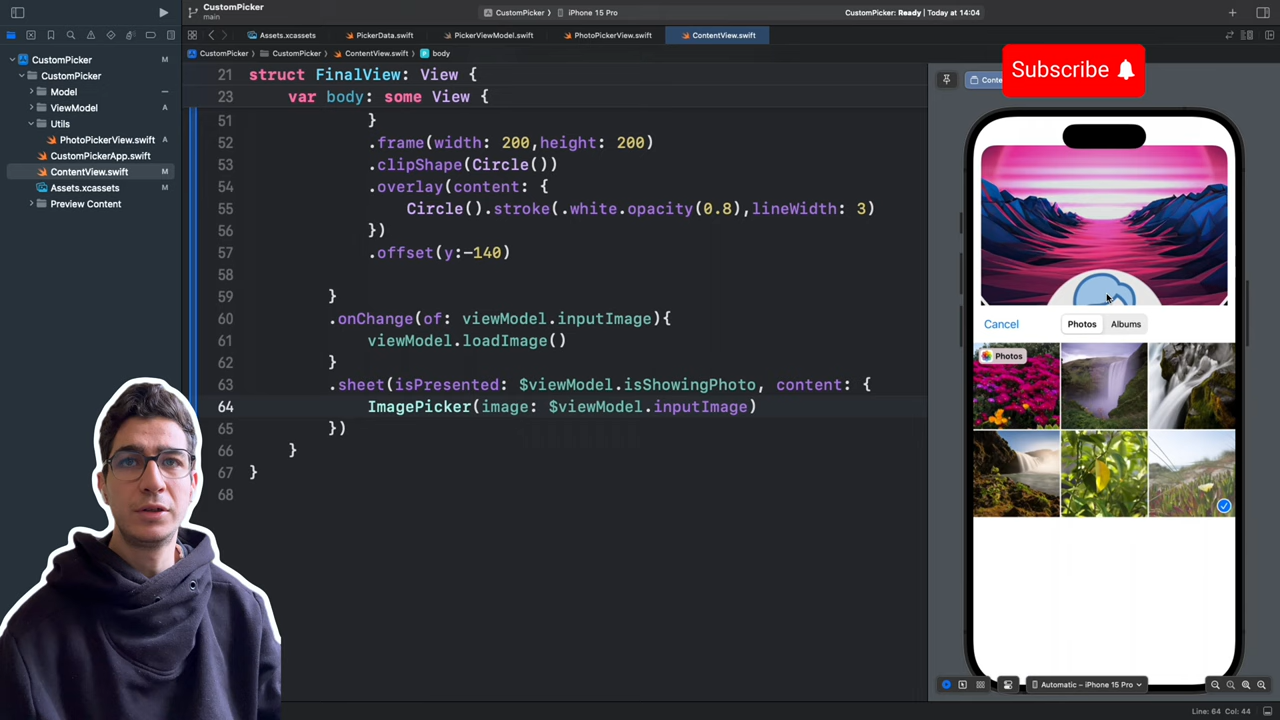 CustomPicker
main
CustomPicker
iPhone 15 Pro
CustomPicker: Ready | Today at 14:04
Assets.xcassets
PickerData.swift
PickerViewModel.swift
PhotoPickerView.swift
ContentView.swift
CustomPicker
CustomPicker
ContentView.swift
body
CustomPicker M
CustomPicker
Model
ViewModel A
Utils
PhotoPickerView.swift A
CustomPickerApp.swift
ContentView.swift M
Assets.xcassets M
Preview Content
21 struct FinalView: View {
23 var body: some View {
51 }
52 .frame(width: 200,height: 200)
53 .clipShape(Circle())
54 .overlay(content: {
55 Circle().stroke(.white.opacity(0.8),lineWidth: 3)
56 })
57 .offset(y:-140)
58
59 }
60 .onChange(of: viewModel.inputImage){
61 viewModel.loadImage()
62 }
63 .sheet(isPresented: $viewModel.isShowingPhoto, content: {
64 ImagePicker(image: $viewModel.inputImage)
65 })
66 }
67 }
68
Subscribe
Cancel
Photos
Albums
Photos
Automatic – iPhone 15 Pro
Line: 64 Col: 44